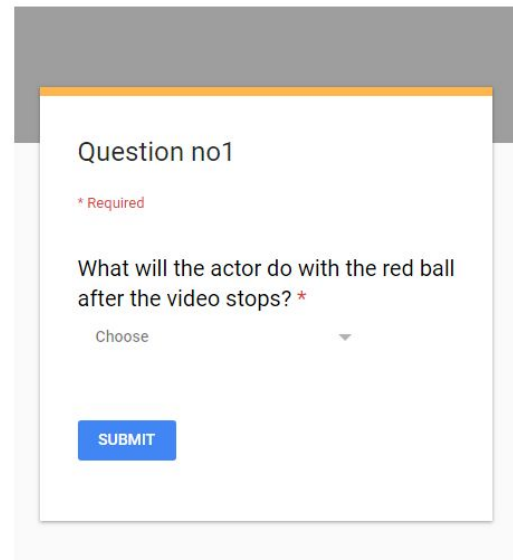 Question no1
* Required
What will the actor do with the red ball
after the video stops? *
Choose
SUBMIT